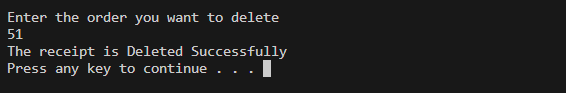 Enter the order you want to delete
51
The receipt is Deleted Successfully
Press any key to continue . . .